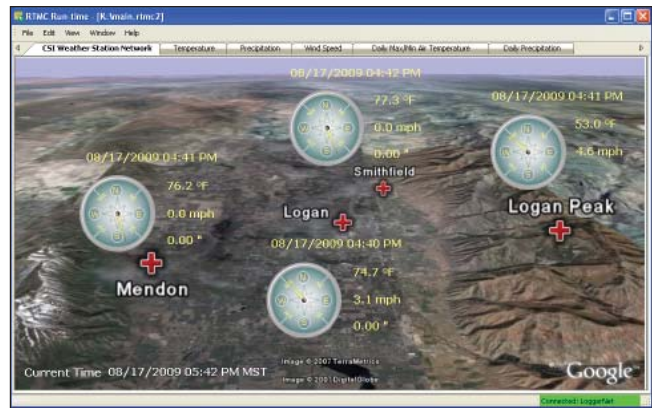 RTMC Run-time - [K:\main.rtmc2]
File Edit View Window Help
CSI Weather Station Network Temperature Precipitation Wind Speed Daily Max/Min Air Temperature Daily Precipitation
08/17/2009 04:42 PM
77.3 °F
0.0 mph
0.00 "
Smithfield
08/17/2009 04:41 PM
53.0 °F
4.6 mph
Logan Peak
08/17/2009 04:41 PM
76.2 °F
0.0 mph
0.00 "
Mendon
Logan
08/17/2009 04:40 PM
74.7 °F
3.1 mph
0.00 "
Image © 2007 TerraMetrics
Image © 2007 DigitalGlobe
Current Time 08/17/2009 05:42 PM MST
Google
Connected: LoggerNet